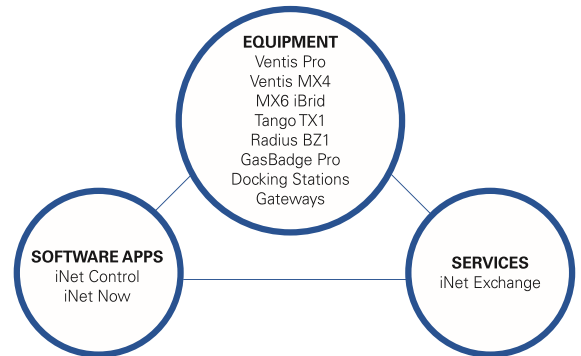 EQUIPMENT
Ventis Pro
Ventis MX4
MX6 iBrid
Tango TX1
Radius BZ1
GasBadge Pro
Docking Stations
Gateways
SOFTWARE APPS
iNet Control
iNet Now
SERVICES
iNet Exchange